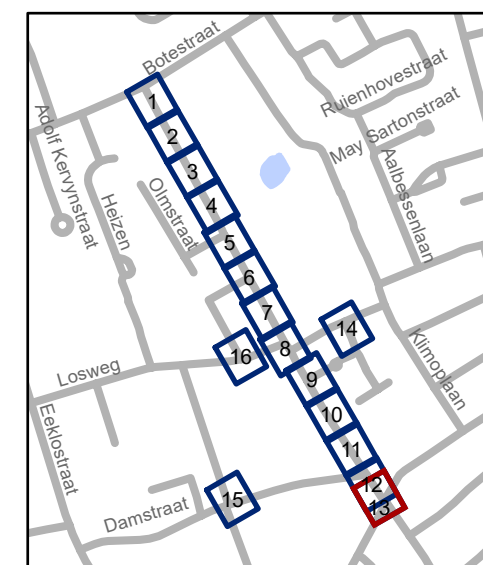 Botestraat
Ruienhovestraat
May Sartonstraat
Adolf Kervynstraat
Aalbessenlaan
Heizen
Olmstraat
1
2
3
4
5
6
7
14
8
16
Klimoplaan
Losweg
9
10
Eeklostraat
11
12
15
13
Damstraat